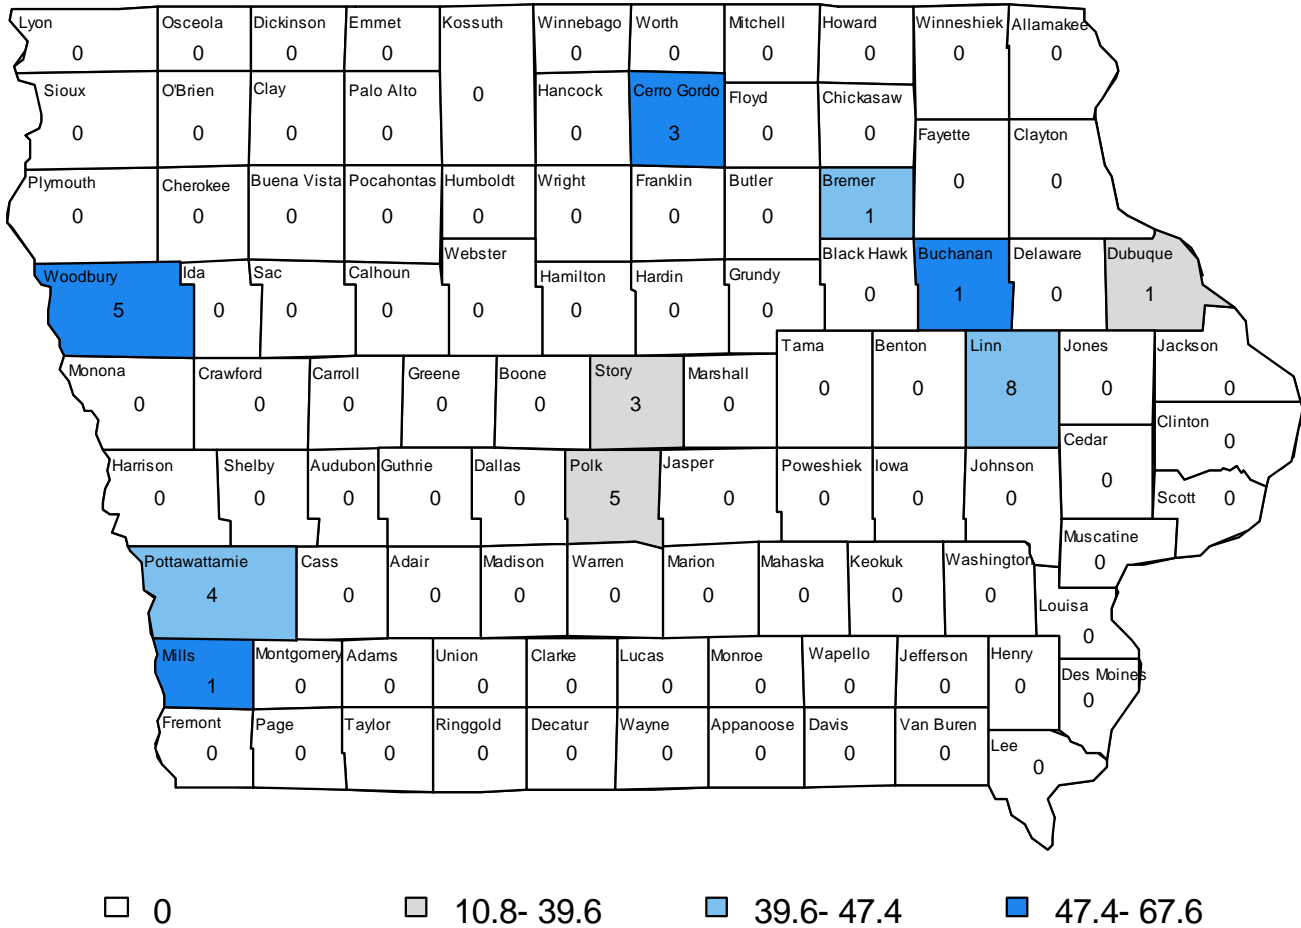 Lyon Osceola Dickinson Emmet Kossuth Winnebago Worth Mitchell Howard Winneshiek Allamakee
0 0 0 0 0 0 0 0 0 0
Sioux O'Brien Clay Palo Alto 0 Hancock Cerro Gordo Floyd Chickasaw
0 0 0 0 0 3 0 0 Fayette Clayton
Plymouth Cherokee Buena Vista Pocahontas Humboldt Wright Franklin Butler Bremer 0 0
0 0 0 0 0 0 0 0 1
Woodbury Ida Sac Calhoun Webster Hamilton Hardin Grundy Black Hawk Buchanan Delaware Dubuque
5 0 0 0 0 0 0 0 0 1 0 1
Monona Crawford Carroll Greene Boone Story Marshall Tama Benton Linn Jones Jackson
0 0 0 0 0 3 0 0 0 8 0 0
Clinton
0
Harrison Shelby Audubon Guthrie Dallas Polk Jasper Poweshiek Iowa Johnson Cedar
0 0 0 0 0 5 0 0 0 0 0 Scott 0
Pottawattamie Cass Adair Madison Warren Marion Mahaska Keokuk Washington Muscatine
4 0 0 0 0 0 0 0 0 0
Louisa
0
Mills Montgomery Adams Union Clarke Lucas Monroe Wapello Jefferson Henry Des Moines
1 0 0 0 0 0 0 0 0 0 0
Fremont Page Taylor Ringgold Decatur Wayne Appanoose Davis Van Buren Lee
0 0 0 0 0 0 0 0 0 0
0 10.8- 39.6 39.6- 47.4 47.4- 67.6